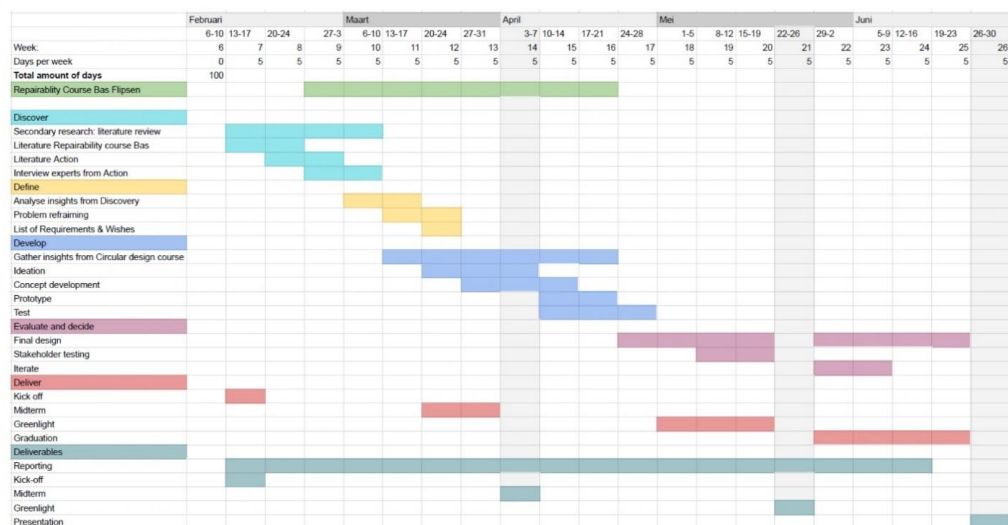 Februari Maart April Mei Juni
6-10 13-17 20-24 27-3 6-10 13-17 20-24 27-31 3-7 10-14 17-21 24-28 1-5 8-12 15-19 22-26 29-2 5-9 12-16 19-23 26-30
Week: 6 7 8 9 10 11 12 13 14 15 16 17 18 19 20 21 22 23 24 25 26
Days per week 0 5 5 5 5 5 5 5 5 5 5 5 5 5 5 5 5 5 5 5 5
Total amount of days 100
Repairablity Course Bas Flipsen
Discover
Secondary research: literature review
Literature Repairability course Bas
Literature Action
Interview experts from Action
Define
Analyse insights from Discovery
Problem refraiming
List of Requirements & Wishes
Develop
Gather insights from Circular design course
Ideation
Concept development
Prototype
Test
Evaluate and decide
Final design
Stakeholder testing
Iterate
Deliver
Kick off
Midterm
Greenlight
Graduation
Deliverables
Reporting
Kick-off
Midterm
Greenlight
Presentation